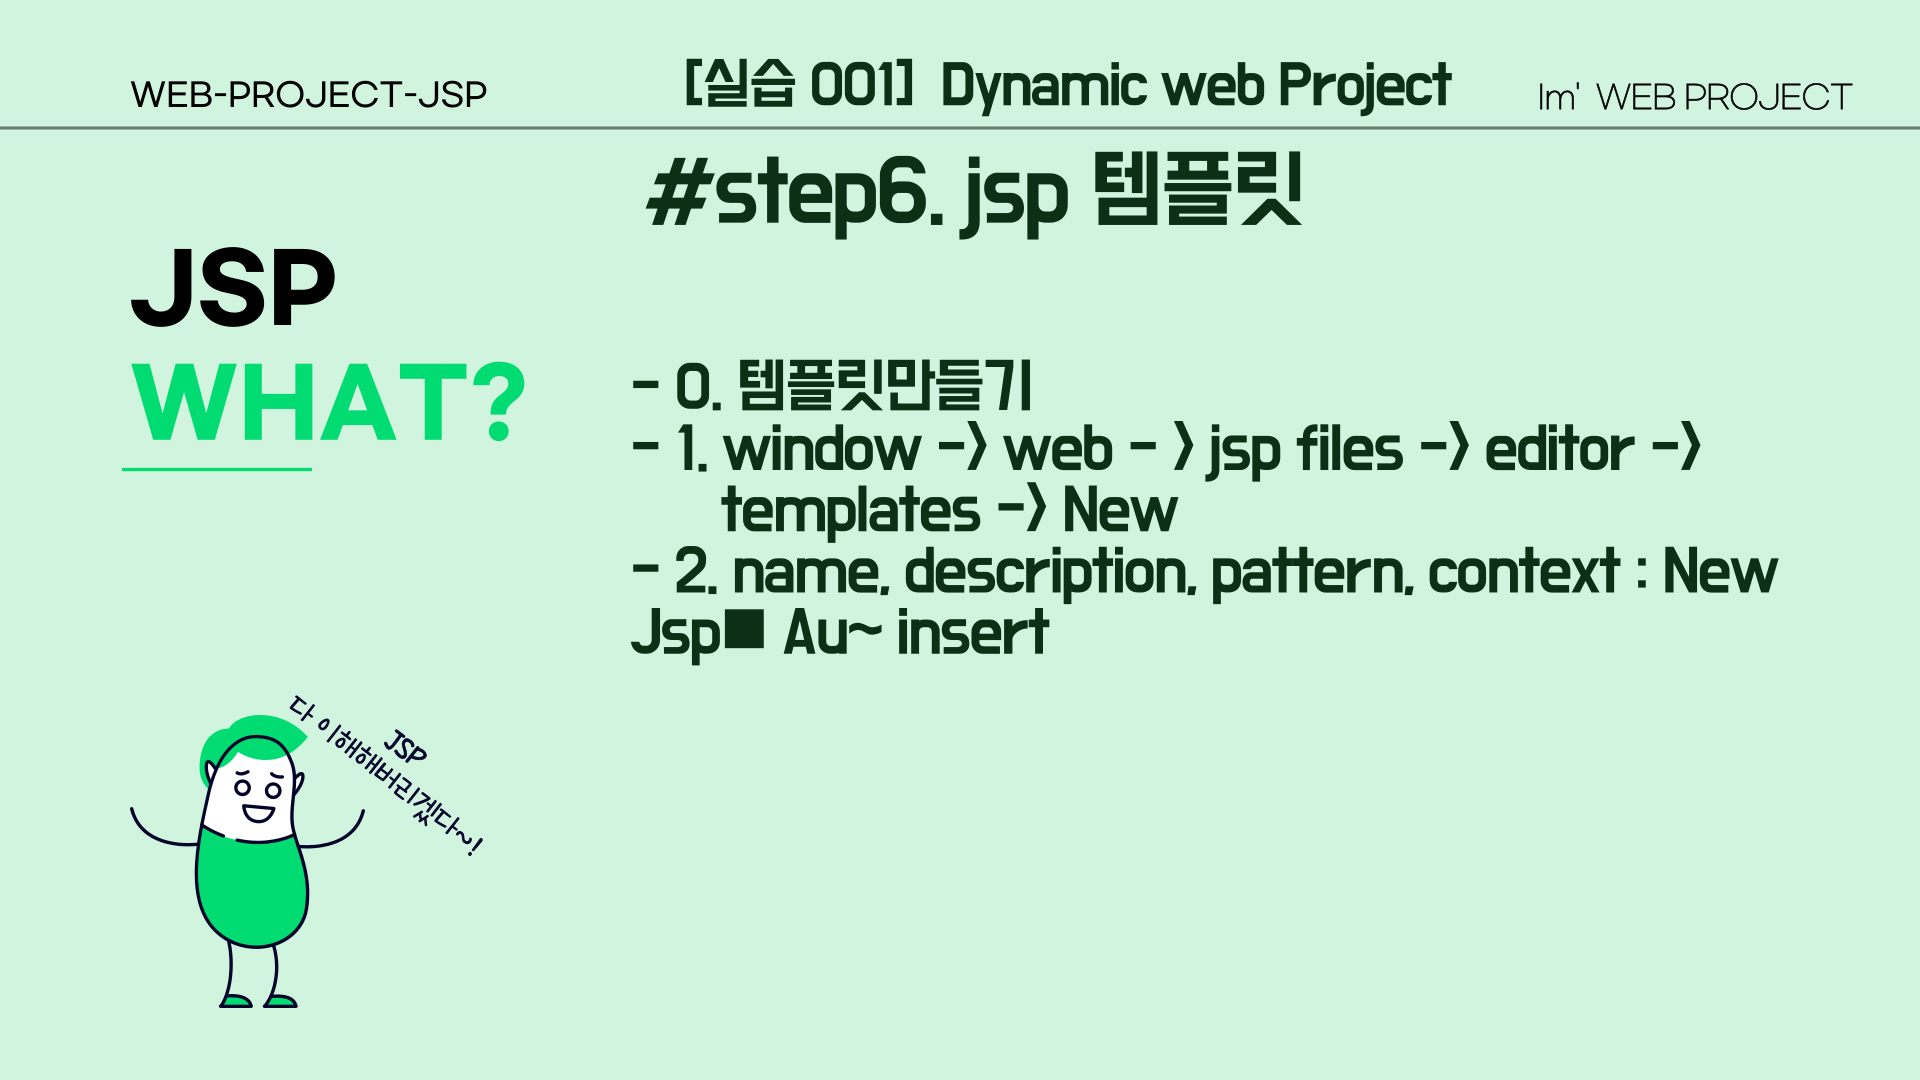 WEB-PROJECT-JSP
[실습 001] Dynamic web Project
Im' WEB PROJECT
#step6. jsp 템플릿
JSP
WHAT?
- 0. 템플릿만들기
- 1. window -> web - > jsp files -> editor ->
templates -> New
- 2. name, description, pattern, context : New
Jsp■ Au~ insert
JSP
다 이해해버리겠다~!